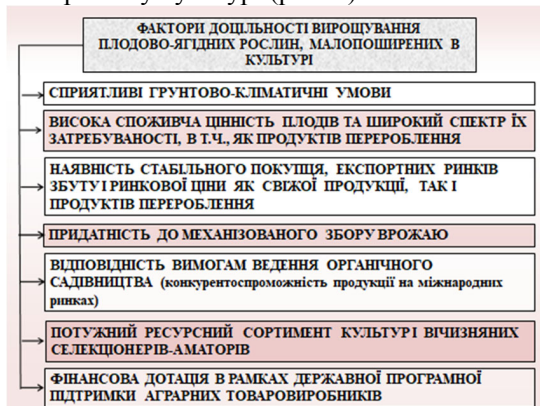 ФАКТОРИ ДОЦІЛЬНОСТІ ВИРОЩУВАННЯ
ПЛОДОВО-ЯГІДНИХ РОСЛИН, МАЛОПОШИРЕНИХ В
КУЛЬТУРІ
СПРИЯТЛИВІ ГРУНТОВО-КЛІМАТИЧНІ УМОВИ
ВИСОКА СПОЖИВЧА ЦІННІСТЬ ПЛОДІВ ТА ШИРОКИЙ СПЕКТР ЇХ
ЗАТРЕБУВАНОСТІ, В Т.Ч., ЯК ПРОДУКТІВ ПЕРЕРОБЛЕННЯ
НАЯВНІСТЬ СТАБІЛЬНОГО ПОКУПЦЯ, ЕКСПОРТНИХ РИНКІВ
ЗБУТУ І РИНКОВОЇ ЦІНИ ЯК СВІЖОЇ ПРОДУКЦІЇ, ТАК І
ПРОДУКТІВ ПЕРЕРОБЛЕННЯ
ПРИДАТНІСТЬ ДО МЕХАНІЗОВАНОГО ЗБОРУ ВРОЖАЮ
ВІДПОВІДНІСТЬ ВИМОГАМ ВЕДЕННЯ ОРГАНІЧНОГО
САДІВНИЦТВА (конкурентоспроможність продукції на міжнародних
ринках)
ПОТУЖНИЙ РЕСУРСНИЙ СОРТИМЕНТ КУЛЬТУР І ВІЧИЗНЯНИХ
СЕЛЕКЦІОНЕРІВ-АМАТОРІВ
ФІНАНСОВА ДОТАЦІЯ В РАМКАХ ДЕРЖАВНОЇ ПРОГРАМНОЇ
ПІДТРИМКИ АГРАРНИХ ТОВАРОВИРОБНИКІВ